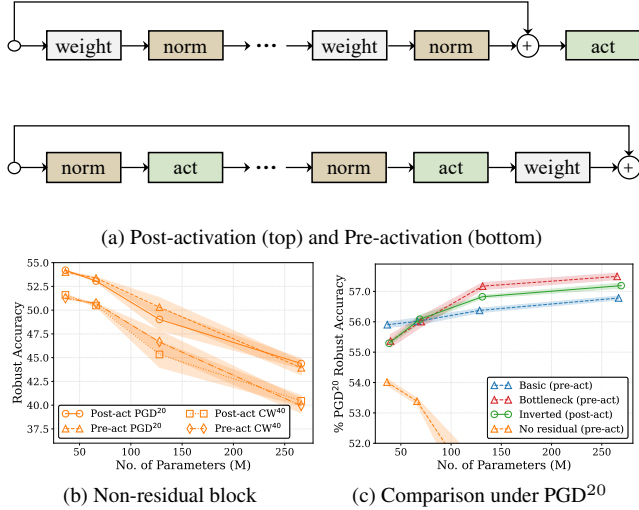 weight norm ... weight norm + act
norm act ... norm act weight +
(a) Post-activation (top) and Pre-activation (bottom)
Robust Accuracy
55.0
52.5
50.0
47.5
45.0
42.5
40.0
37.5
Post-act PGD²⁰
Pre-act PGD²⁰
Post-act CW⁴⁰
Pre-act CW⁴⁰
50 100 150 200 250
No. of Parameters (M)
(b) Non-residual block
% PGD²⁰ Robust Accuracy
57.0
56.0
55.0
54.0
53.0
52.0
Basic (pre-act)
Bottleneck (pre-act)
Inverted (post-act)
No residual (pre-act)
50 100 150 200 250
No. of Parameters (M)
(c) Comparison under PGD²⁰